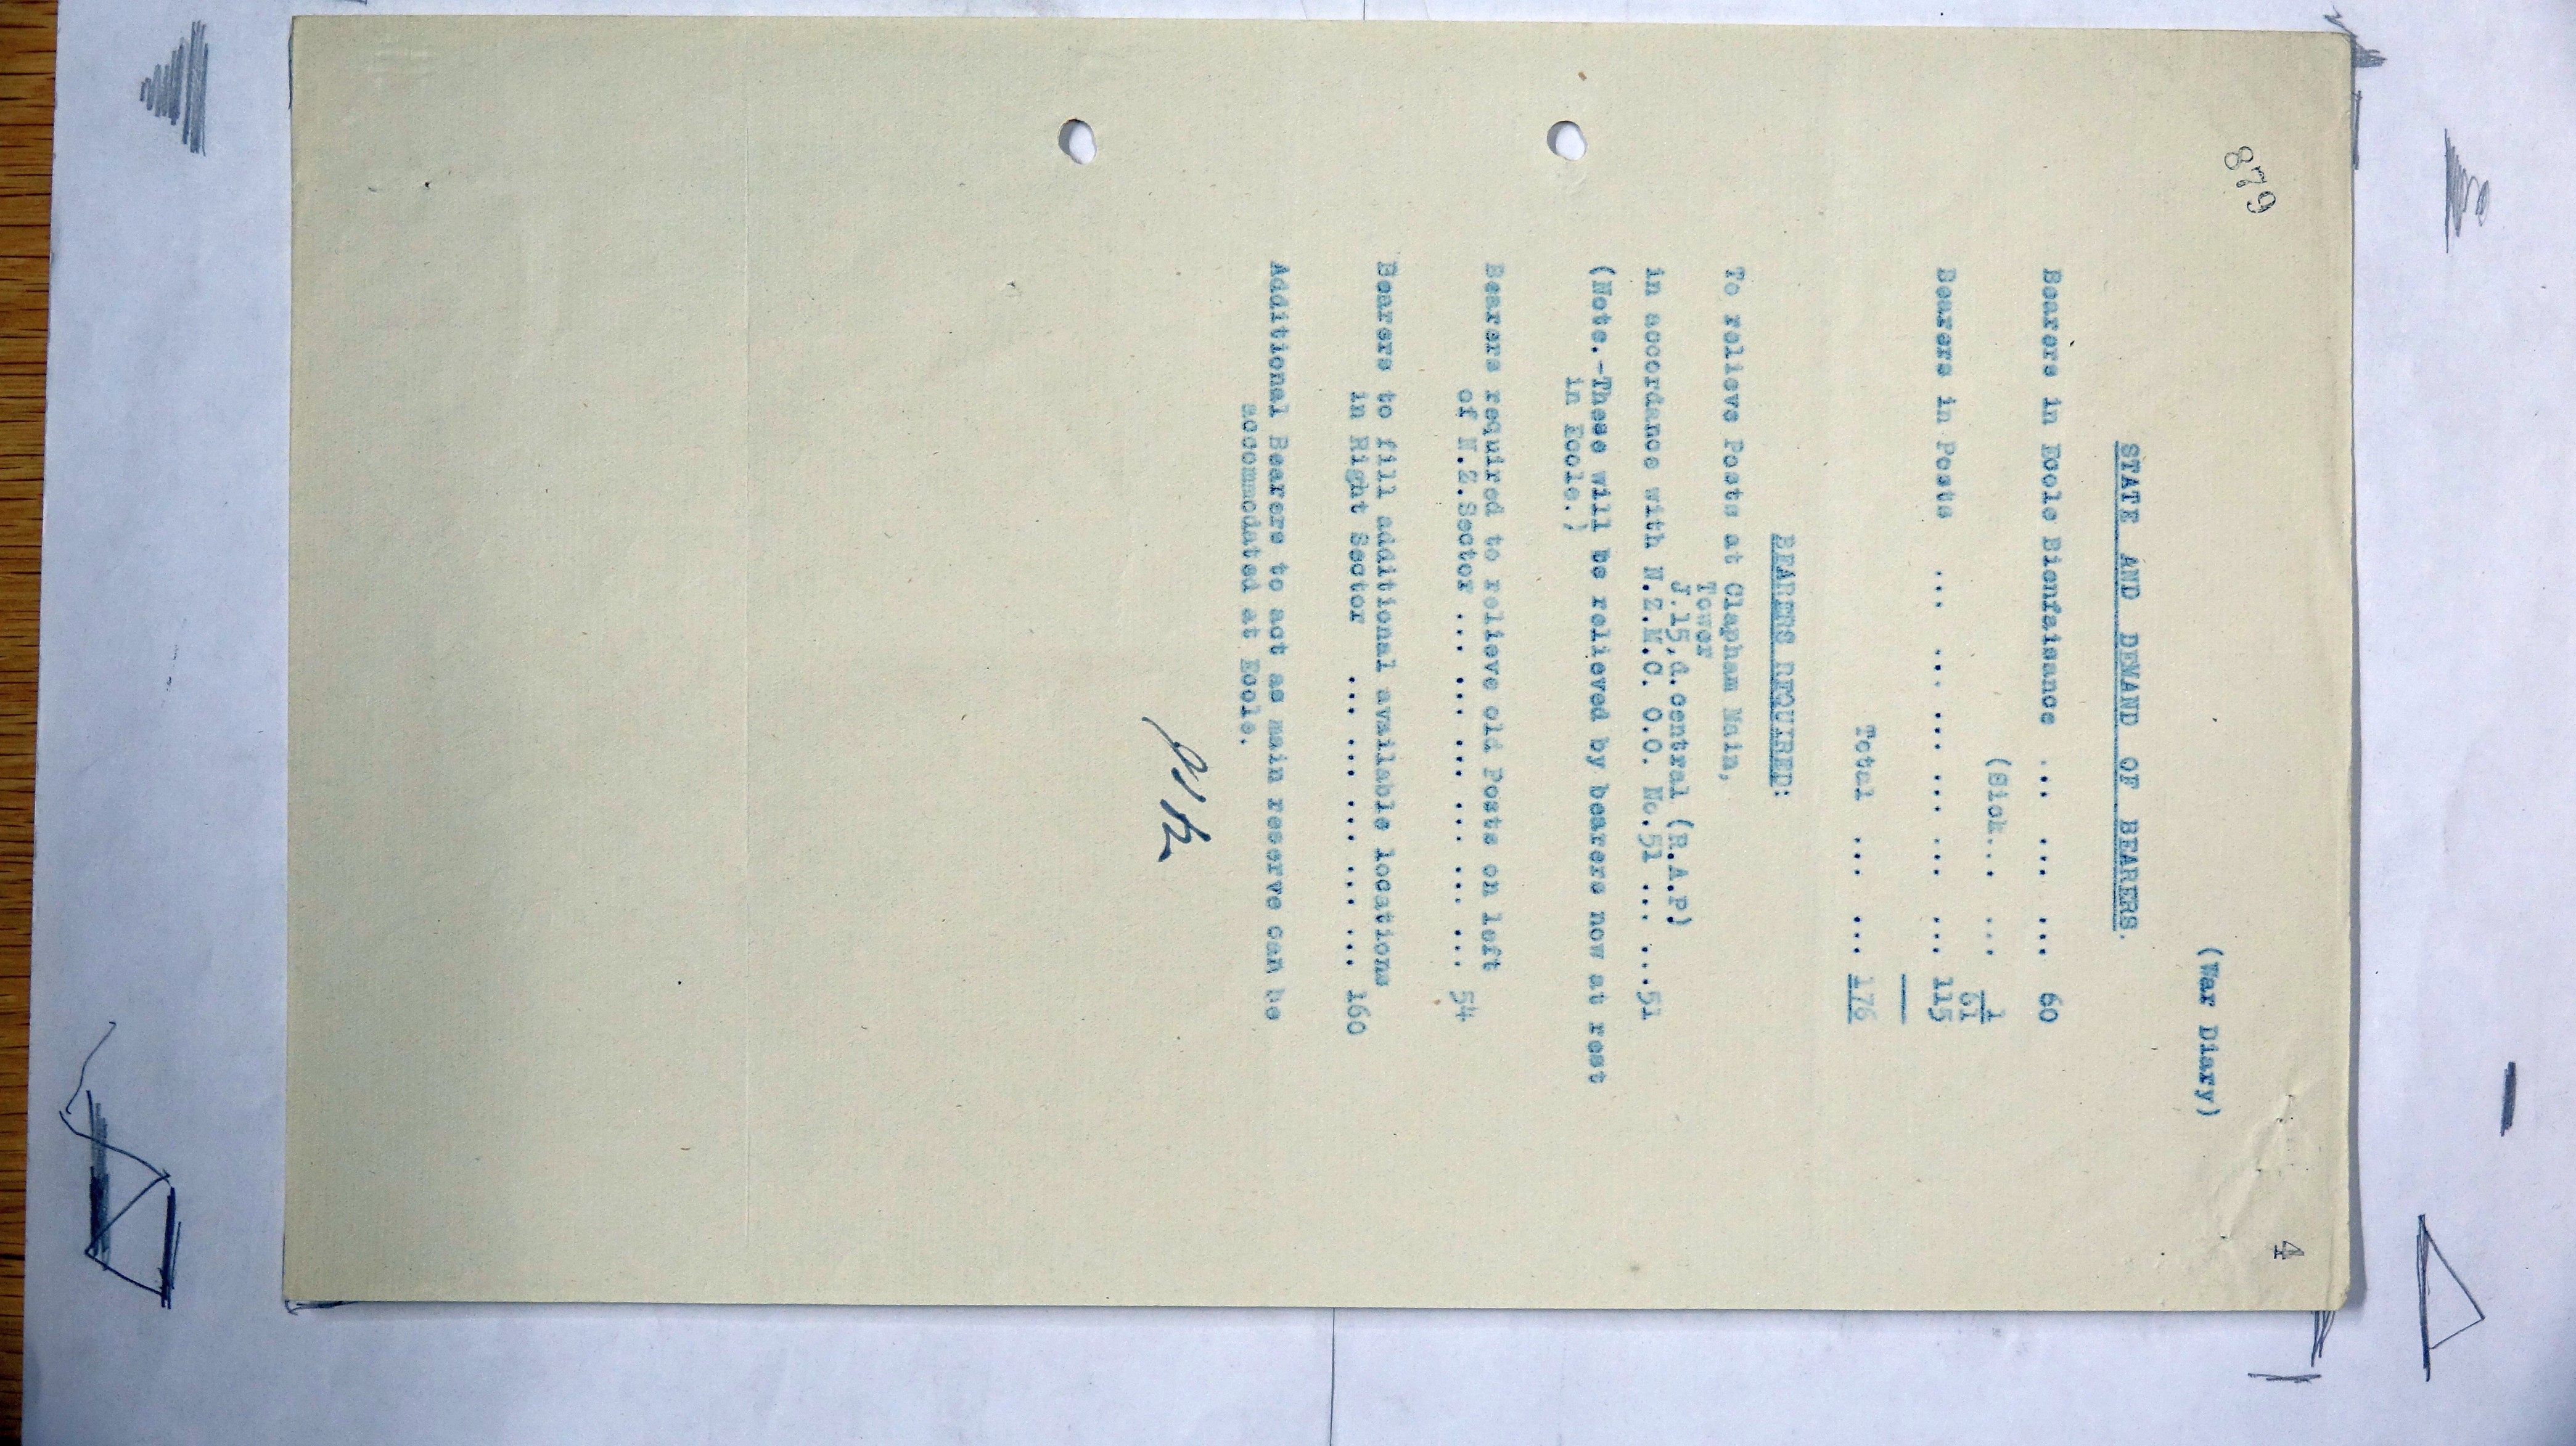 879
4
(War Diary)
STATE AND DEMAND OF BEARERS.
Bearers in Ecole Bienfaisance ... ... ... 60
(Sick... ... 1
61
Bearers in Posts ... ... ... ... ... ... 115
Total ... ... 176
BEARERS REQUIRED:
To relieve Posts at Clapham Main,
Tower
J.15,d.central (R.A.P)
in accordance with N.Z.M.C. O.O. No.51 ... ...51
(Note.-These will be relieved by bearers now at rest
in Ecole.)
Bearers required to relieve old Posts on left
of N.Z.Sector ... ... ... ... ... ... 54
Bearers to fill additional available locations
in Right Sector ... ... ... ... ... 160
Additional Bearers to act as main reserve can be
accommodated at Ecole.